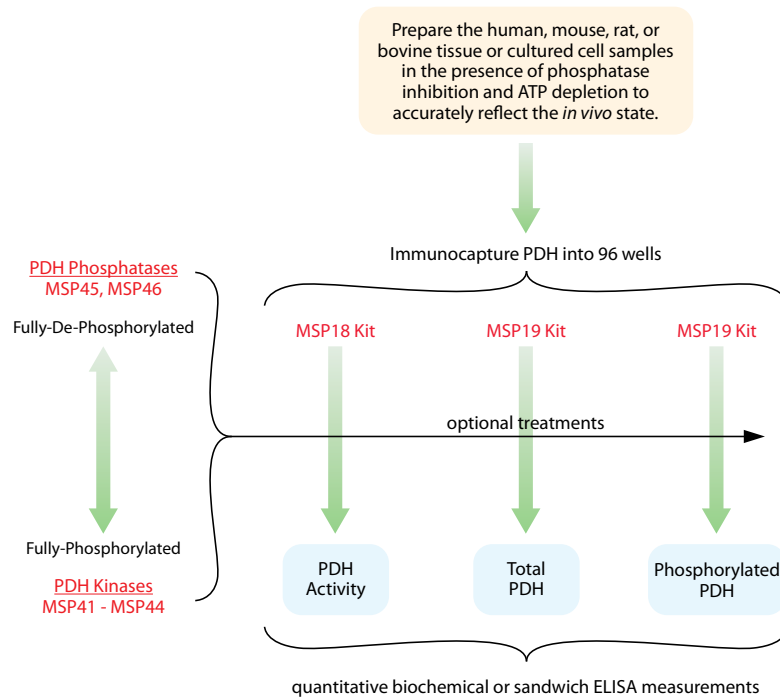 Prepare the human, mouse, rat, or
bovine tissue or cultured cell samples
in the presence of phosphatase
inhibition and ATP depletion to
accurately reflect the in vivo state.
Immunocapture PDH into 96 wells
PDH Phosphatases
MSP45, MSP46
Fully-De-Phosphorylated
MSP18 Kit
MSP19 Kit
MSP19 Kit
optional treatments
Fully-Phosphorylated
PDH Kinases
MSP41 - MSP44
PDH
Activity
Total
PDH
Phosphorylated
PDH
quantitative biochemical or sandwich ELISA measurements